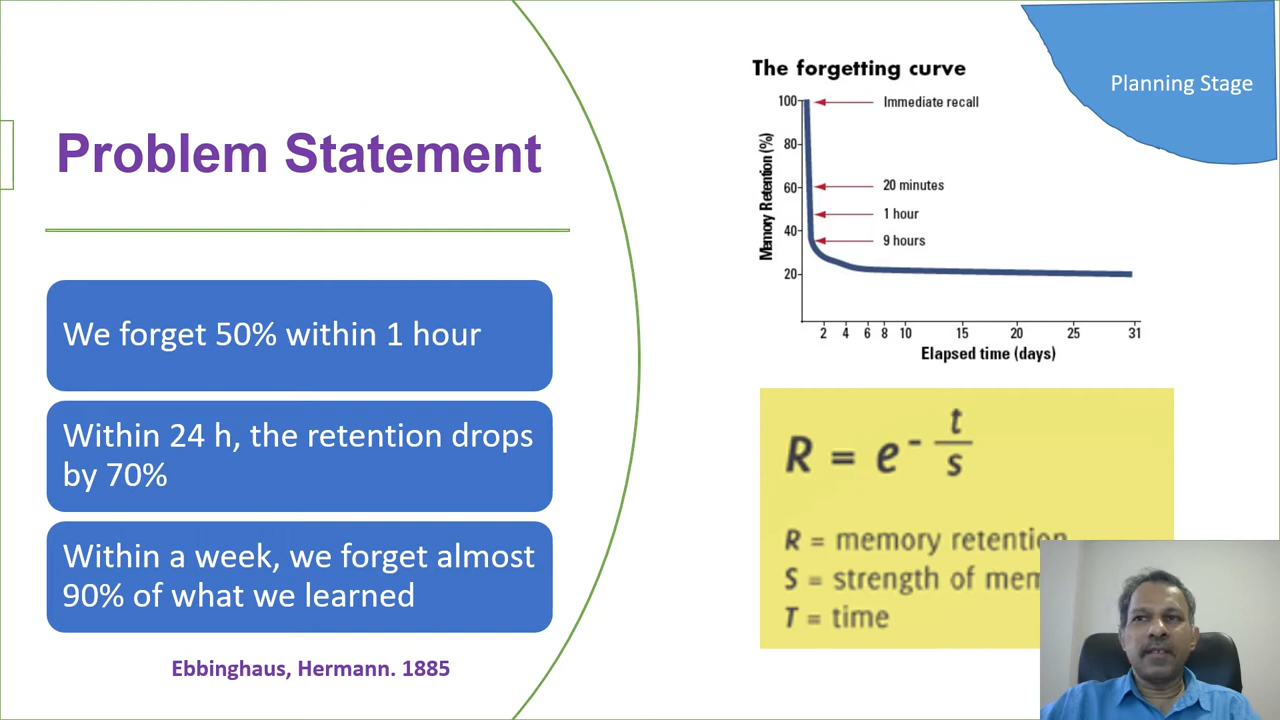 Planning Stage
Problem Statement
We forget 50% within 1 hour
Within 24 h, the retention drops
by 70%
Within a week, we forget almost
90% of what we learned
Ebbinghaus, Hermann. 1885
The forgetting curve
Memory Retention (%)
100
80
60
40
20
Immediate recall
20 minutes
1 hour
9 hours
2 4 6 8 10 15 20 25 31
Elapsed time (days)
R = e - t
s
R = memory retention
S = strength of
T = time